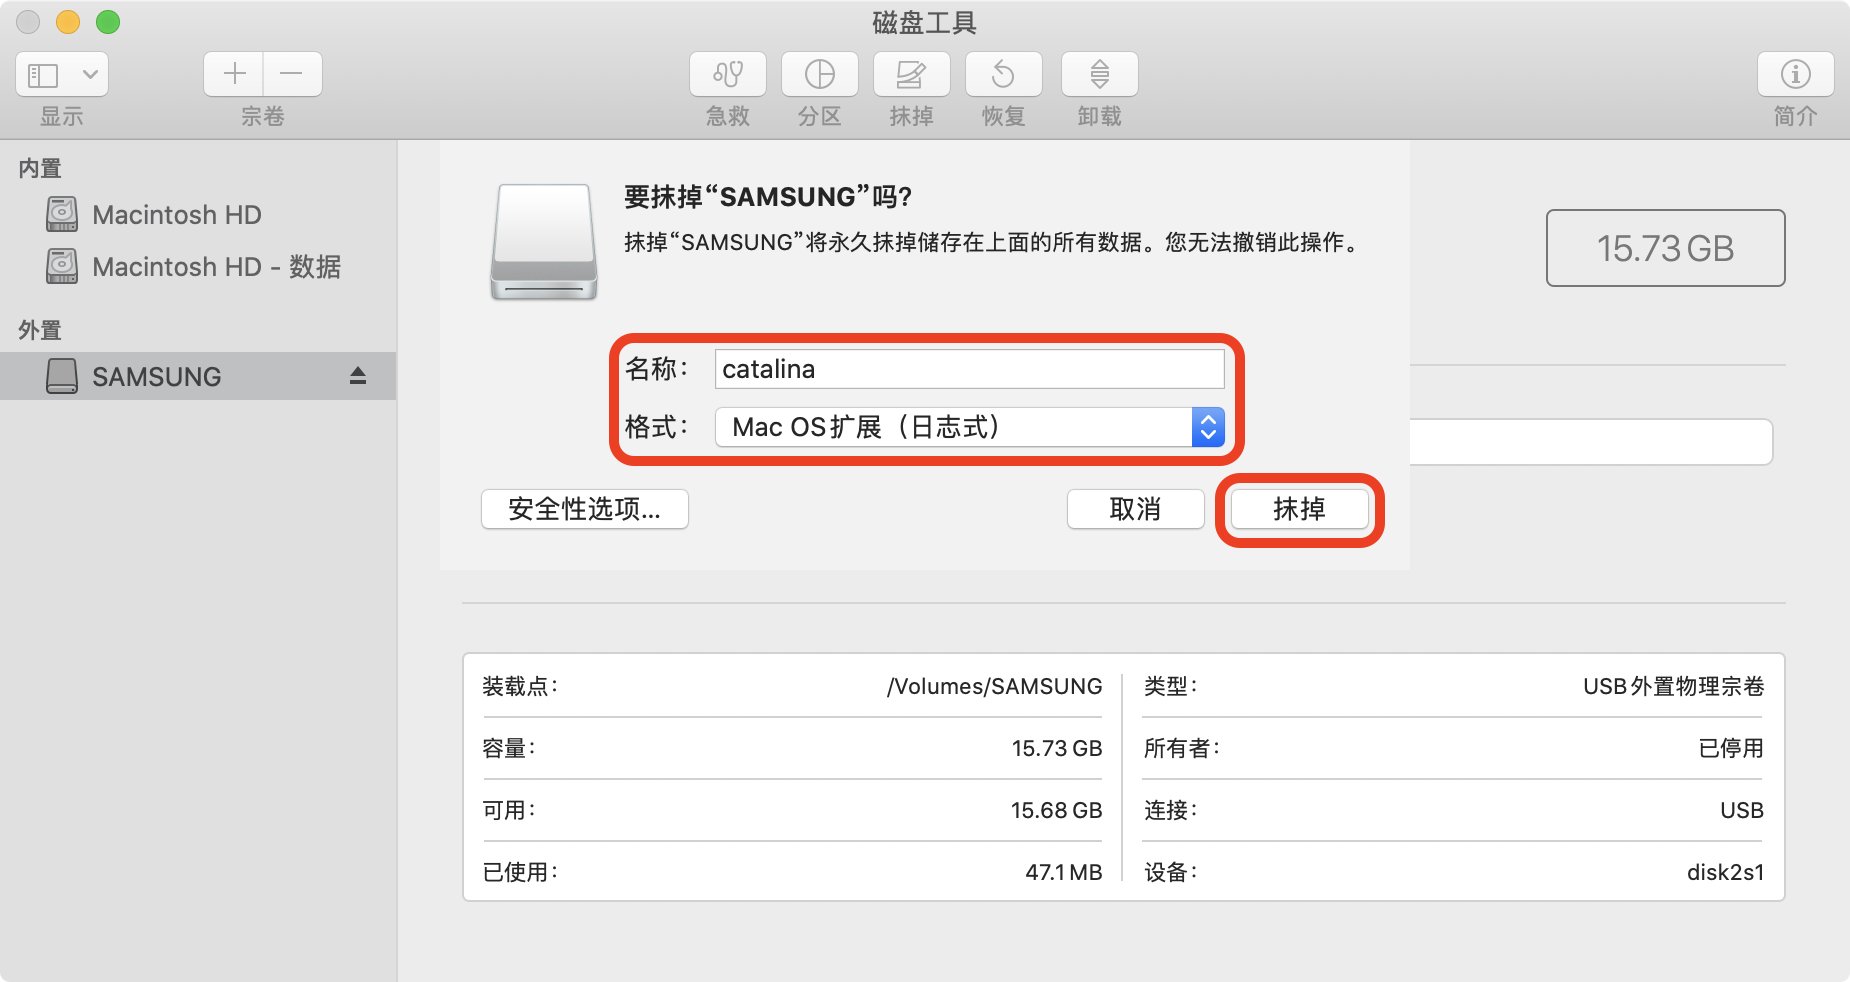 磁盘工具
显示
宗卷
急救
分区
抹掉
恢复
卸载
简介
内置
Macintosh HD
Macintosh HD - 数据
外置
SAMSUNG
要抹掉“SAMSUNG”吗?
抹掉“SAMSUNG”将永久抹掉储存在上面的所有数据。您无法撤销此操作。
15.73 GB
名称：
catalina
格式：
Mac OS扩展（日志式）
安全性选项...
取消
抹掉
装载点：
/Volumes/SAMSUNG
类型：
USB外置物理宗卷
容量：
15.73 GB
所有者：
已停用
可用：
15.68 GB
连接：
USB
已使用：
47.1 MB
设备：
disk2s1